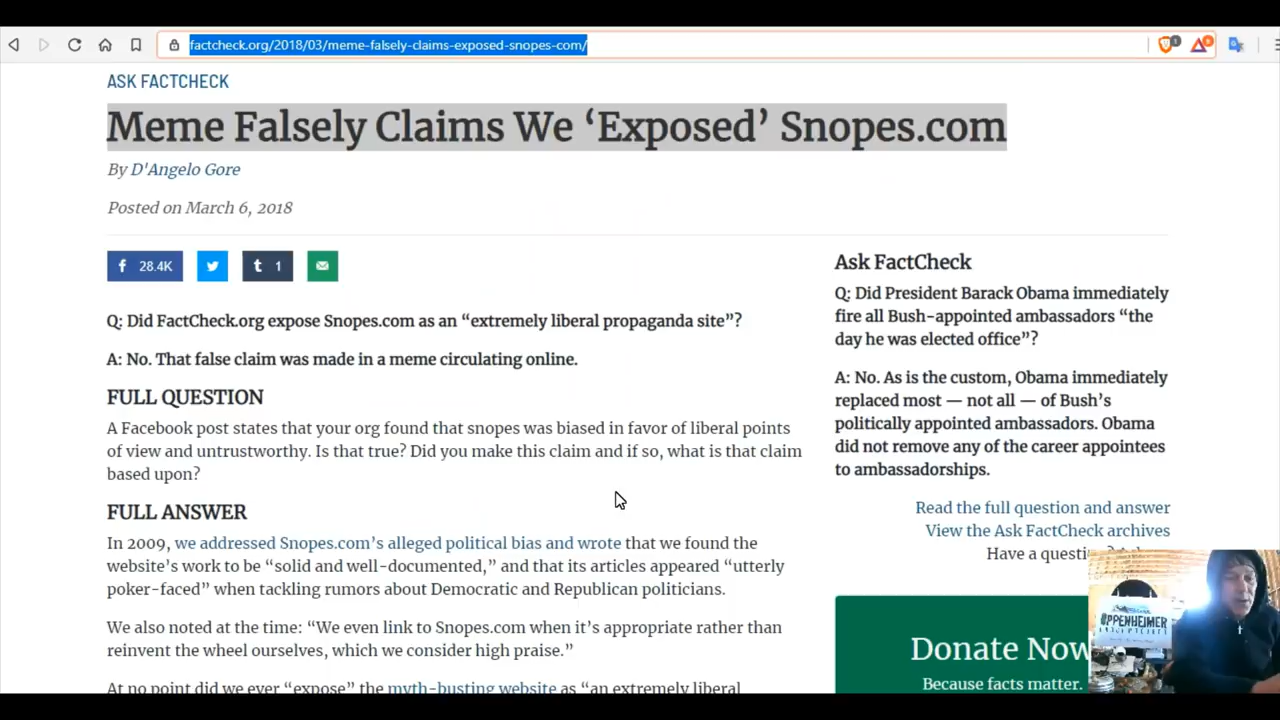 factcheck.org/2018/03/meme-falsely-claims-exposed-snopes-com/
ASK FACTCHECK
Meme Falsely Claims We ‘Exposed’ Snopes.com
By D'Angelo Gore
Posted on March 6, 2018
28.4K
1
Q: Did FactCheck.org expose Snopes.com as an “extremely liberal propaganda site”?
A: No. That false claim was made in a meme circulating online.
FULL QUESTION
A Facebook post states that your org found that snopes was biased in favor of liberal points
of view and untrustworthy. Is that true? Did you make this claim and if so, what is that claim
based upon?
FULL ANSWER
In 2009, we addressed Snopes.com’s alleged political bias and wrote that we found the
website’s work to be “solid and well-documented,” and that its articles appeared “utterly
poker-faced” when tackling rumors about Democratic and Republican politicians.
We also noted at the time: “We even link to Snopes.com when it’s appropriate rather than
reinvent the wheel ourselves, which we consider high praise.”
At no point did we ever “expose” the myth-busting website as “an extremely liberal
Ask FactCheck
Q: Did President Barack Obama immediately
fire all Bush-appointed ambassadors “the
day he was elected office”?
A: No. As is the custom, Obama immediately
replaced most — not all — of Bush’s
politically appointed ambassadors. Obama
did not remove any of the career appointees
to ambassadorships.
Read the full question and answer
View the Ask FactCheck archives
Have a
Donate Now
Because facts matter.
OPPENHEIMER